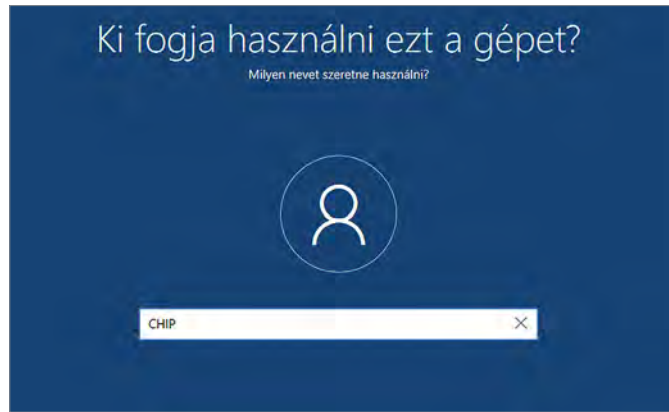 Ki fogja használni ezt a gépet?
Milyen nevet szeretne használni?
CHIP